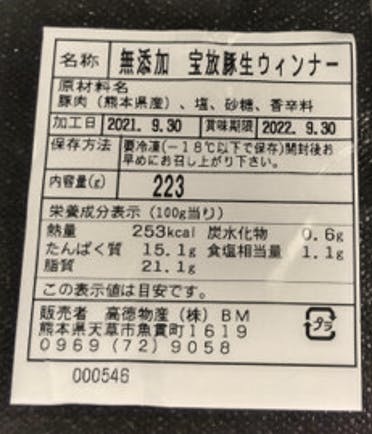 名称 無添加 宝放豚生ウィンナー
原材料名
豚肉(熊本県産)、塩、砂糖、香辛料
加工日 2021. 9.30 賞味期限 2022. 9.30
保存方法 要冷凍(−18℃以下で保存)開封後お
早めにお召し上がり下さい。
内容量(g) 223
栄養成分表示 (100g当り)
熱量 253kcal 炭水化物 0.6g
たんぱく質 15.1g 食塩相当量 1.1g
脂質 21.1g
この表示値は目安です。
販売者 高徳物産(株)BM
熊本県天草市魚貫町1619
0969(72)9058
プラ
000546